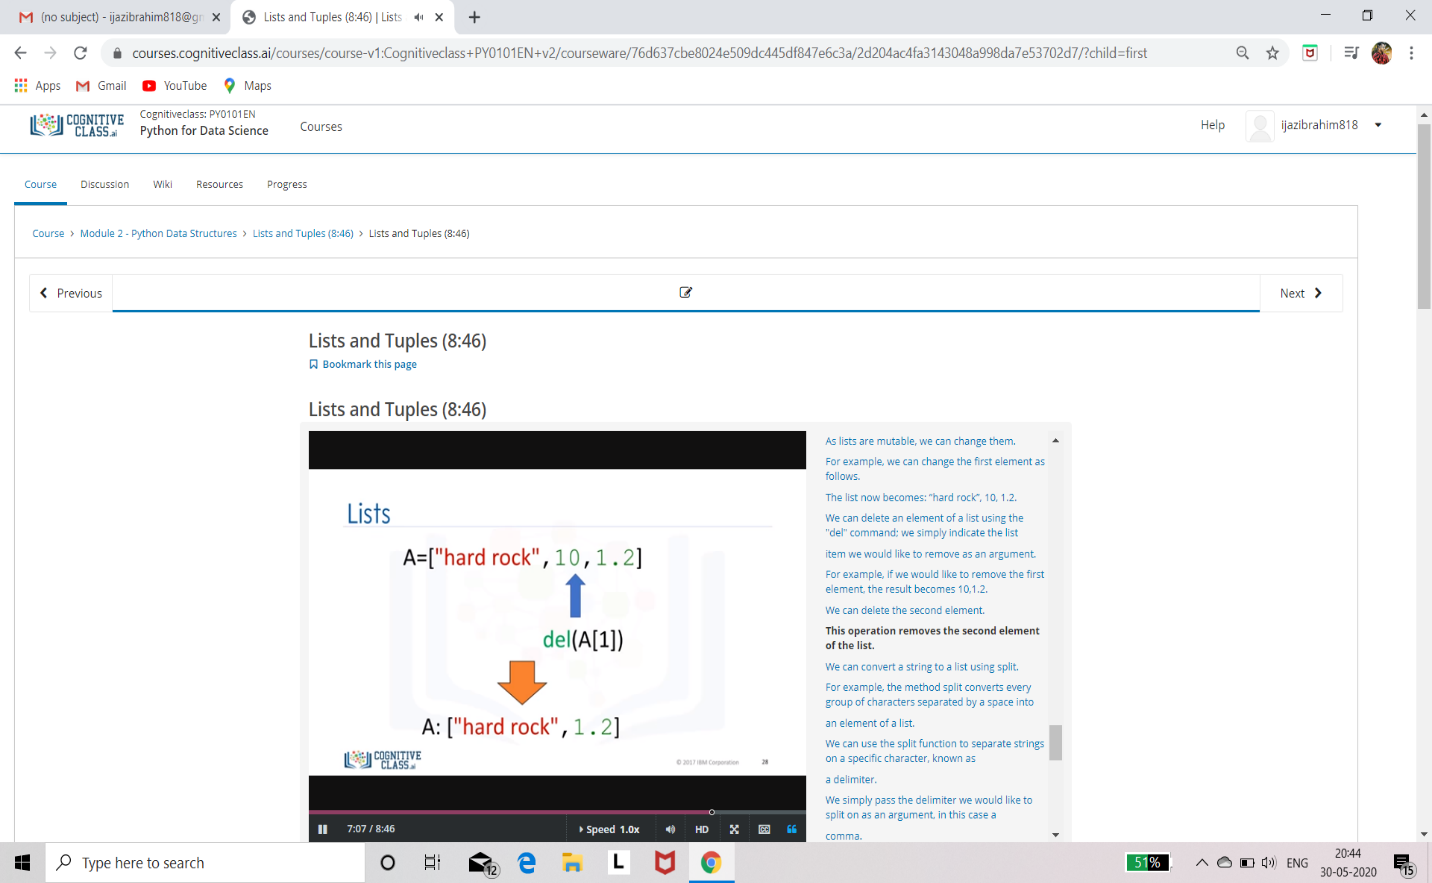 (no subject) - ijazibrahim818@gm
Lists and Tuples (8:46) | Lists
courses.cognitiveclass.ai/courses/course-v1:Cognitiveclass+PY0101EN+v2/courseware/76d637cbe8024e509dc445df847e6c3a/2d204ac4fa3143048a998da7e53702d7/?child=first
Apps Gmail YouTube Maps
COGNITIVE
CLASS.ai
Cognitiveclass: PY0101EN
Python for Data Science
Courses
Help
ijazibrahim818
Course Discussion Wiki Resources Progress
Course > Module 2 - Python Data Structures > Lists and Tuples (8:46) > Lists and Tuples (8:46)
Previous
Next
Lists and Tuples (8:46)
Bookmark this page
Lists and Tuples (8:46)
Lists
A=["hard rock", 10, 1.2]
del(A[1])
A: ["hard rock", 1.2]
COGNITIVE
CLASS.ai
© 2017 IBM Corporation
28
7:07 / 8:46
Speed 1.0x
HD
As lists are mutable, we can change them.
For example, we can change the first element as
follows.
The list now becomes: "hard rock", 10, 1.2.
We can delete an element of a list using the
"del" command; we simply indicate the list
item we would like to remove as an argument.
For example, if we would like to remove the first
element, the result becomes 10,1.2.
We can delete the second element.
This operation removes the second element
of the list.
We can convert a string to a list using split.
For example, the method split converts every
group of characters separated by a space into
an element of a list.
We can use the split function to separate strings
on a specific character, known as
a delimiter.
We simply pass the delimiter we would like to
split on as an argument, in this case a
comma.
Type here to search
12
L
51%
ENG
20:44
30-05-2020
15